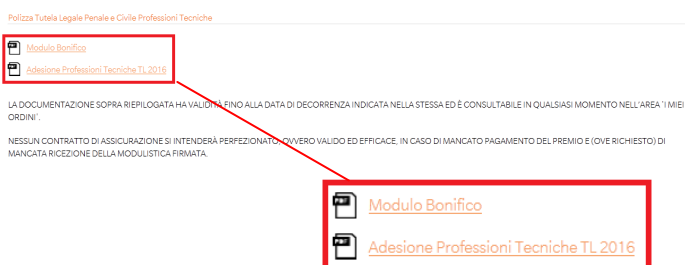 Polizza Tutela Legale Penale e Civile Professioni Tecniche
Modulo Bonifico
Adesione Professioni Tecniche TL 2016
LA DOCUMENTAZIONE SOPRA RIEPILOGATA HA VALIDITÀ FINO ALLA DATA DI DECORRENZA INDICATA NELLA STESSA ED È CONSULTABILE IN QUALSIASI MOMENTO NELL'AREA 'I MIEI
ORDINI'.
NESSUN CONTRATTO DI ASSICURAZIONE SI INTENDERÀ PERFEZIONATO, OVVERO VALIDO ED EFFICACE, IN CASO DI MANCATO PAGAMENTO DEL PREMIO E (OVE RICHIESTO) DI
MANCATA RICEZIONE DELLA MODULISTICA FIRMATA.
Modulo Bonifico
Adesione Professioni Tecniche TL 2016